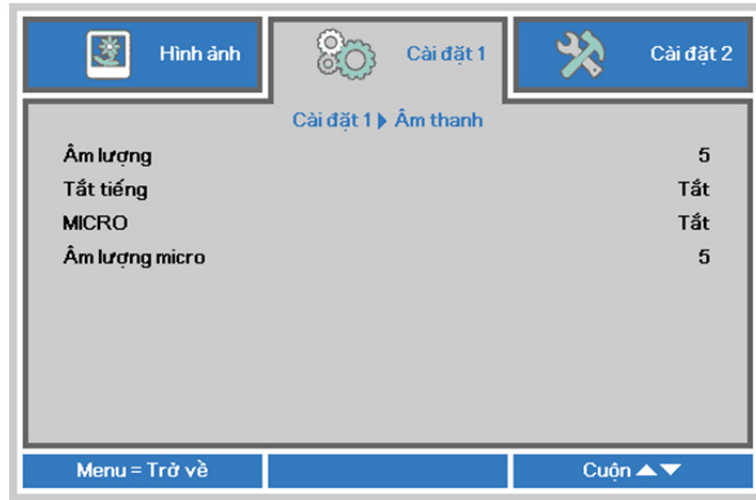 Hình ảnh
Cài đặt 1
Cài đặt 2
Cài đặt 1 ▶ Âm thanh
Âm lượng 5
Tắt tiếng Tắt
MICRO Tắt
Âm lượng micro 5
Menu = Trở về
Cuộn ▲▼